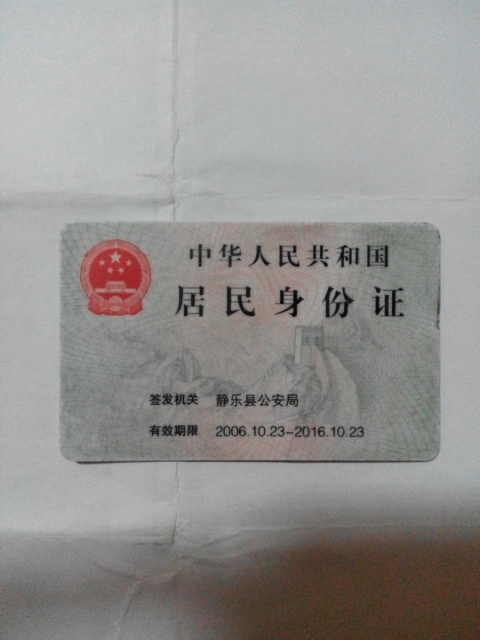 中华人民共和国
居民身份证
签发机关 静乐县公安局
有效期限 2006.10.23-2016.10.23